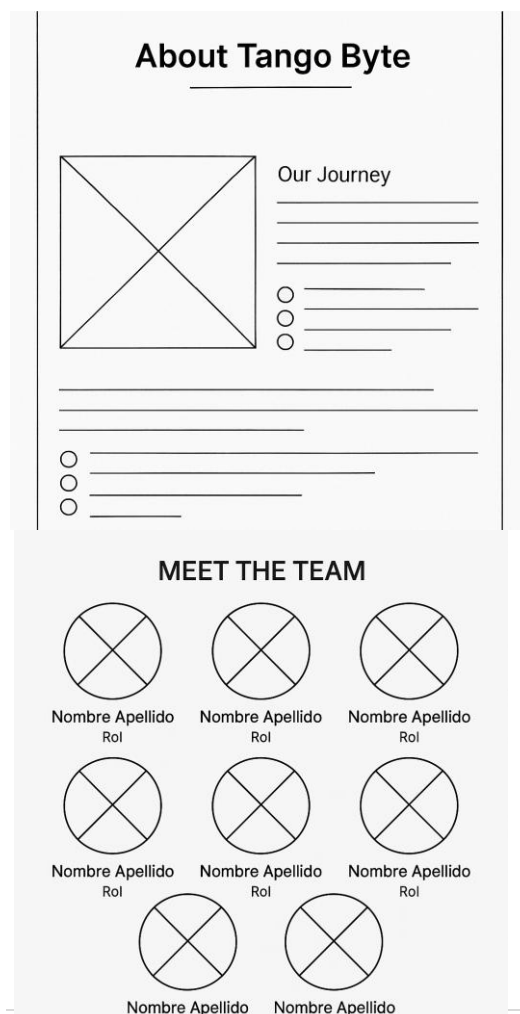 About Tango Byte
Our Journey
MEET THE TEAM
Nombre Apellido Nombre Apellido Nombre Apellido
Rol Rol Rol
Nombre Apellido Nombre Apellido Nombre Apellido
Rol Rol Rol
Nombre Apellido Nombre Apellido